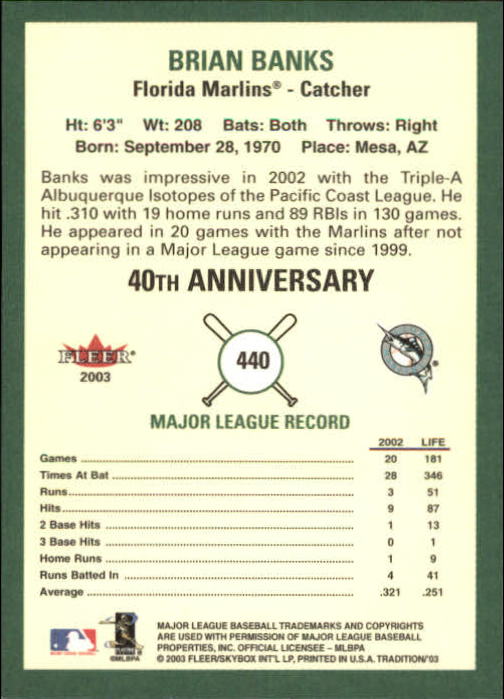 BRIAN BANKS
Florida Marlins® - Catcher
Ht: 6'3" Wt: 208 Bats: Both Throws: Right
Born: September 28, 1970 Place: Mesa, AZ
Banks was impressive in 2002 with the Triple-A
Albuquerque Isotopes of the Pacific Coast League. He
hit .310 with 19 home runs and 89 RBIs in 130 games.
He appeared in 20 games with the Marlins after not
appearing in a Major League game since 1999.
40TH ANNIVERSARY
FLEER®
2003
440
MAJOR LEAGUE RECORD
2002 LIFE
Games 20 181
Times At Bat 28 346
Runs 3 51
Hits 9 87
2 Base Hits 1 13
3 Base Hits 0 1
Home Runs 1 9
Runs Batted In 4 41
Average .321 .251
©MLBPA
MAJOR LEAGUE BASEBALL TRADEMARKS AND COPYRIGHTS
ARE USED WITH PERMISSION OF MAJOR LEAGUE BASEBALL
PROPERTIES, INC. OFFICIAL LICENSEE – MLBPA
© 2003 FLEER/SKYBOX INT'L LP, PRINTED IN U.S.A. TRADITION'03